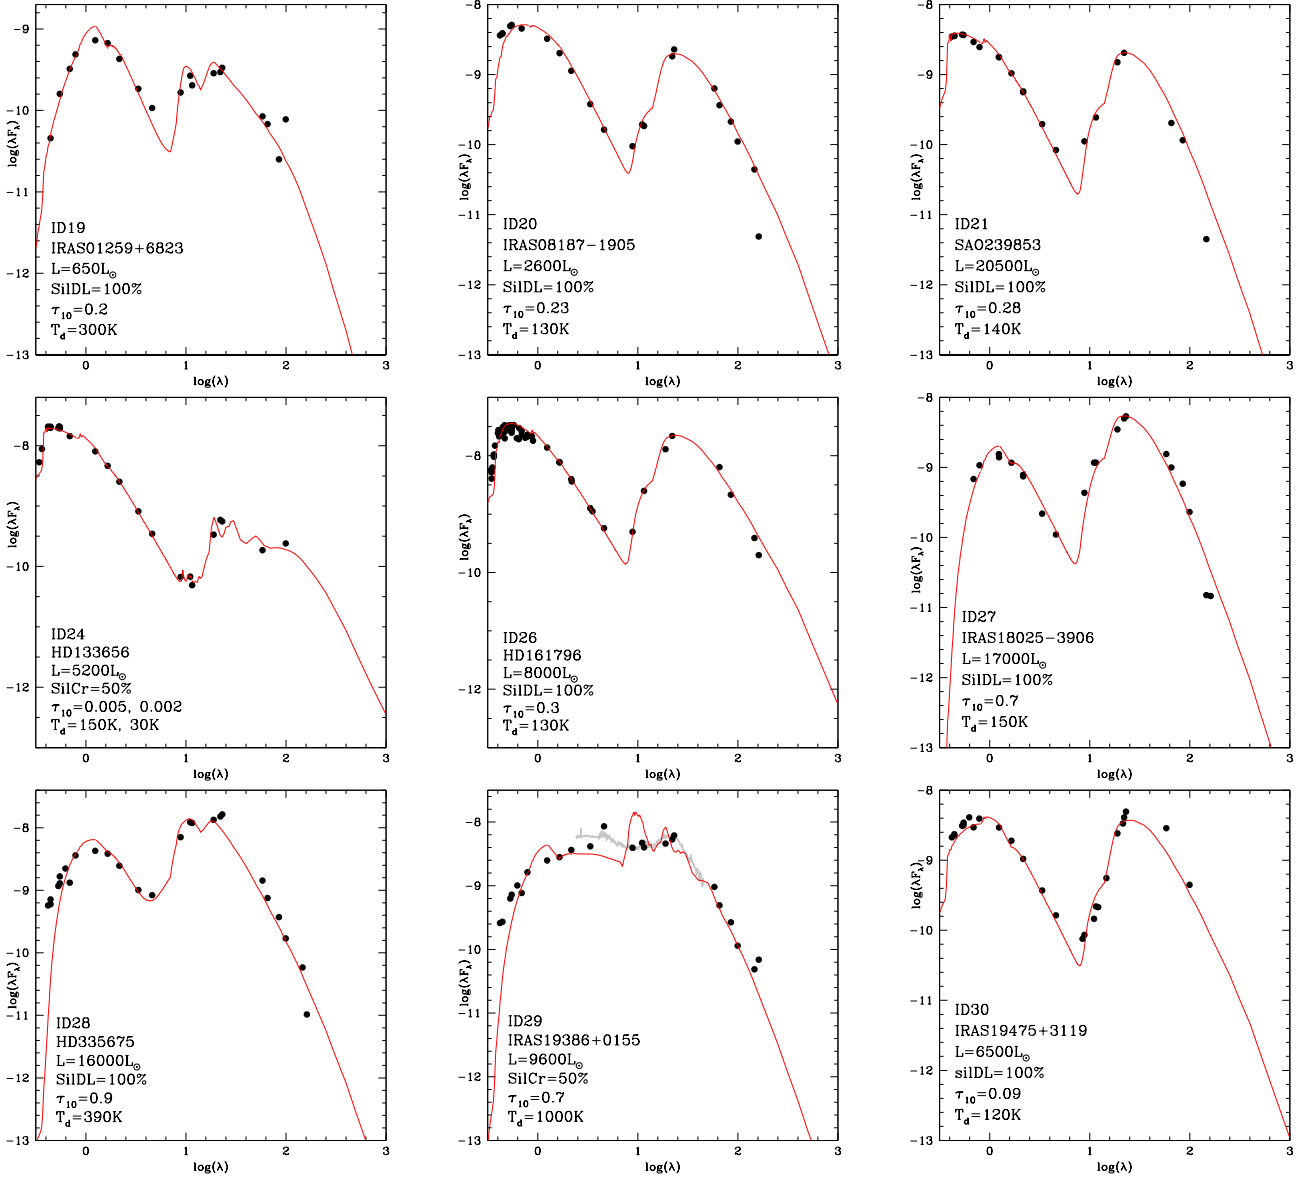 -9
-10
-11
-12
-13
log(λFλ)
ID19
IRAS01259+6823
L=650L⊙
SilDL=100%
τ10=0.2
Td=300K
0 1 2 3
log(λ)
-8
-9
-10
-11
-12
-13
log(λFλ)
ID20
IRAS08187-1905
L=2600L⊙
SilDL=100%
τ10=0.23
Td=130K
0 1 2 3
log(λ)
-8
-9
-10
-11
-12
-13
log(λFλ)
ID21
SAO239853
L=20500L⊙
SilDL=100%
τ10=0.28
Td=140K
0 1 2 3
log(λ)
-8
-10
-12
log(λFλ)
ID24
HD133656
L=5200L⊙
SilCr=50%
τ10=0.005, 0.002
Td=150K, 30K
0 1 2 3
log(λ)
-8
-10
-12
log(λFλ)
ID26
HD161796
L=8000L⊙
SilDL=100%
τ10=0.3
Td=130K
0 1 2 3
log(λ)
-8
-9
-10
-11
-12
-13
log(λFλ)
ID27
IRAS18025-3906
L=17000L⊙
SilDL=100%
τ10=0.7
Td=150K
0 1 2 3
log(λ)
-8
-9
-10
-11
-12
-13
log(λFλ)
ID28
HD335675
L=16000L⊙
SilDL=100%
τ10=0.9
Td=390K
0 1 2 3
log(λ)
-8
-9
-10
-11
-12
-13
log(λFλ)
ID29
IRAS19386+0155
L=9600L⊙
SilCr=50%
τ10=0.7
Td=1000K
0 1 2 3
log(λ)
-8
-9
-10
-11
-12
-13
log(λFλ)
ID30
IRAS19475+3119
L=6500L⊙
silDL=100%
τ10=0.09
Td=120K
0 1 2 3
log(λ)